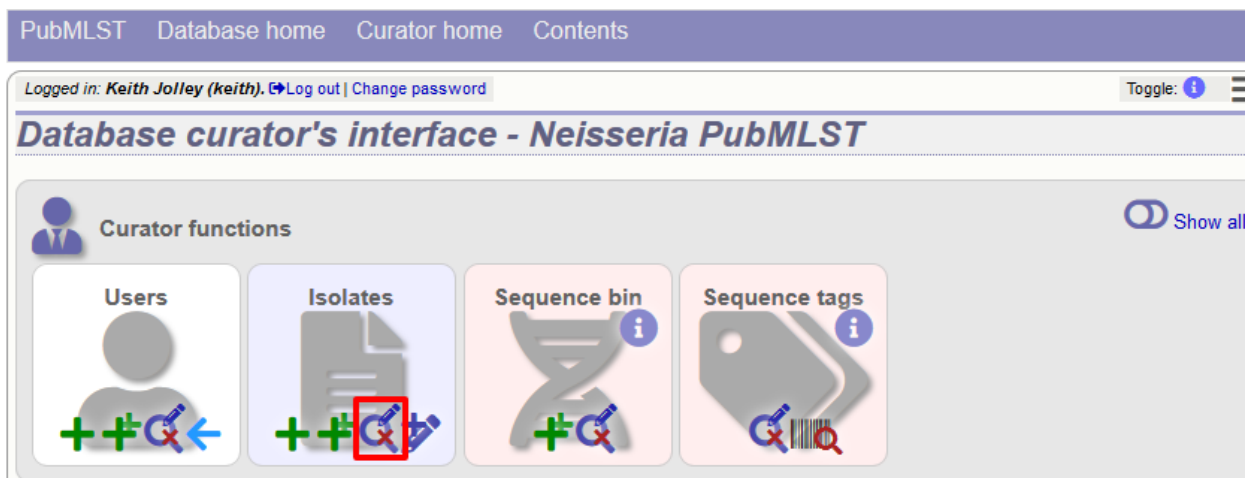 PubMLST Database home Curator home Contents
Logged in: Keith Jolley (keith). Log out | Change password Toggle:
Database curator's interface - Neisseria PubMLST
Curator functions Show all
Users Isolates Sequence bin Sequence tags